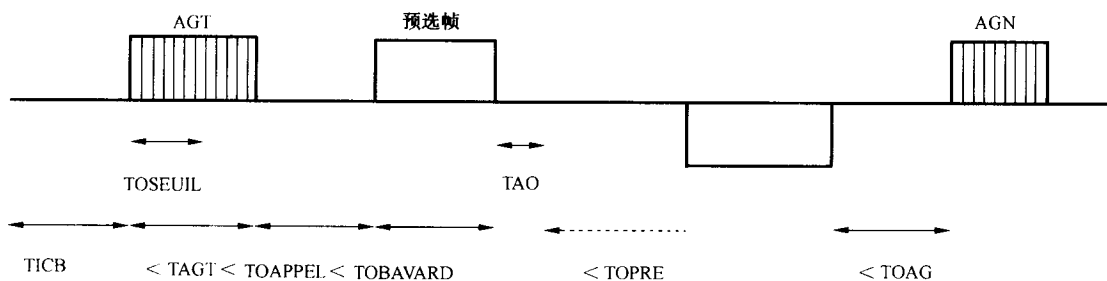 AGT 预选帧 AGN
TOSEUIL TAO
TICB < TAGT < TOAPPEL < TOBAVARD < TOPRE < TOAG